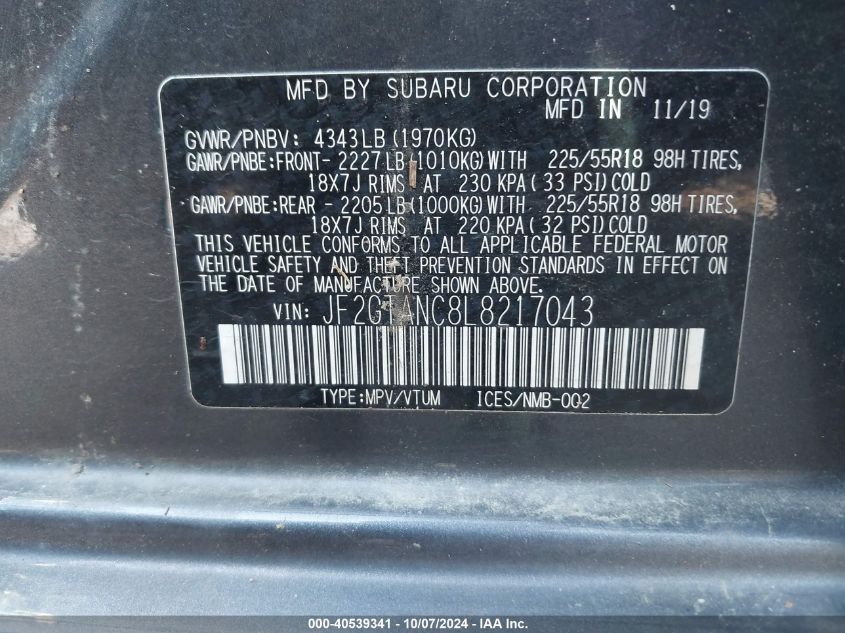 MFD BY SUBARU CORPORATION
MFD IN 11/19
GVWR/PNBV: 4343LB (1970KG)
GAWR/PNBE:FRONT- 2227LB (1010KG) WITH 225/55R18 98H TIRES,
18X7J RIMS AT 230 KPA (33 PSI) COLD
GAWR/PNBE:REAR - 2205LB (1000KG) WITH 225/55R18 98H TIRES,
18X7J RIMS AT 220 KPA (32 PSI) COLD
THIS VEHICLE CONFORMS TO ALL APPLICABLE FEDERAL MOTOR
VEHICLE SAFETY AND THEFT PREVENTION STANDARDS IN EFFECT ON
THE DATE OF MANUFACTURE SHOWN ABOVE.
VIN: JF2GTANC8L8217043
TYPE:MPV/VTUM ICES/NMB-002
000-40539341 - 10/07/2024 - IAA Inc.